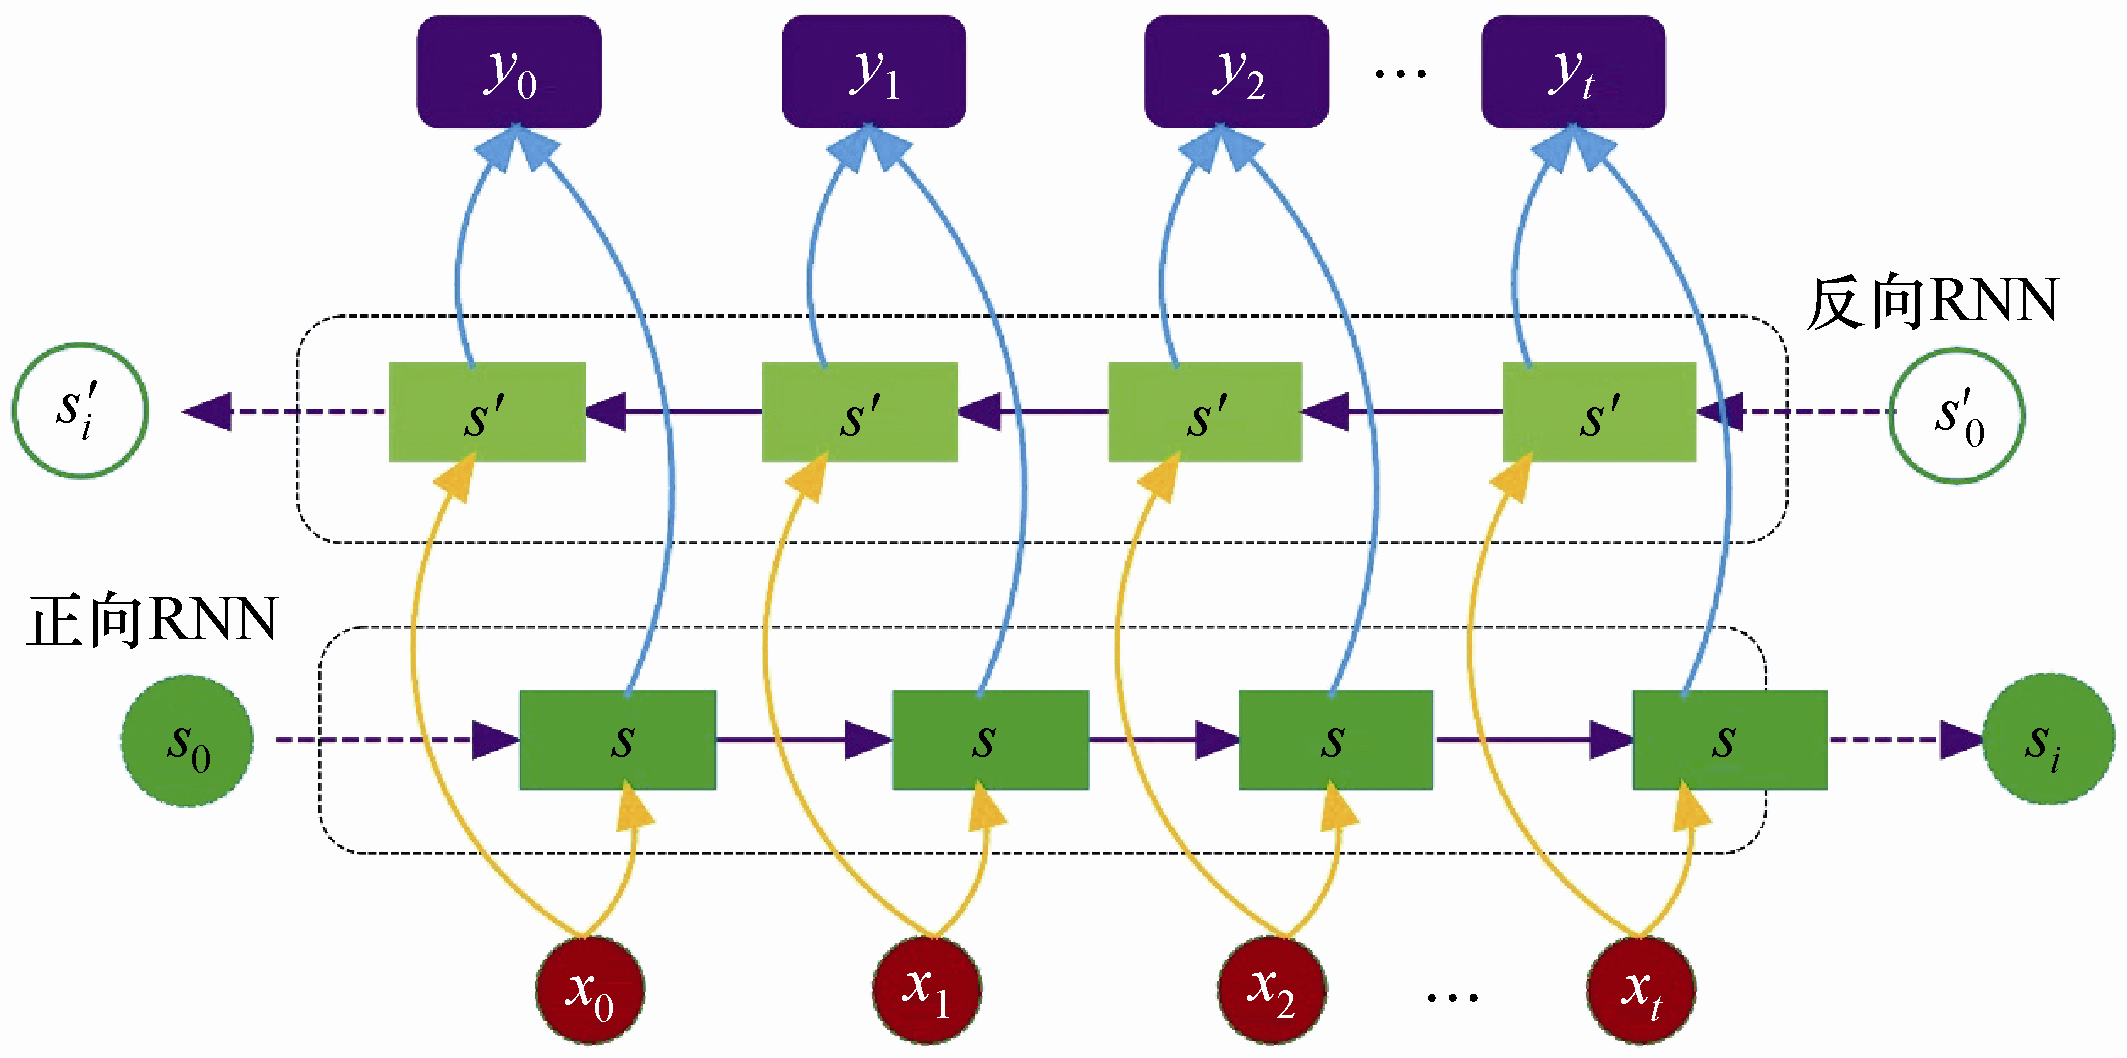 y0 y1 y2 … yt
反向RNN
s′i s′ s′ s′ s′ s′0
正向RNN
s0 s s s s si
x0 x1 x2 … xt